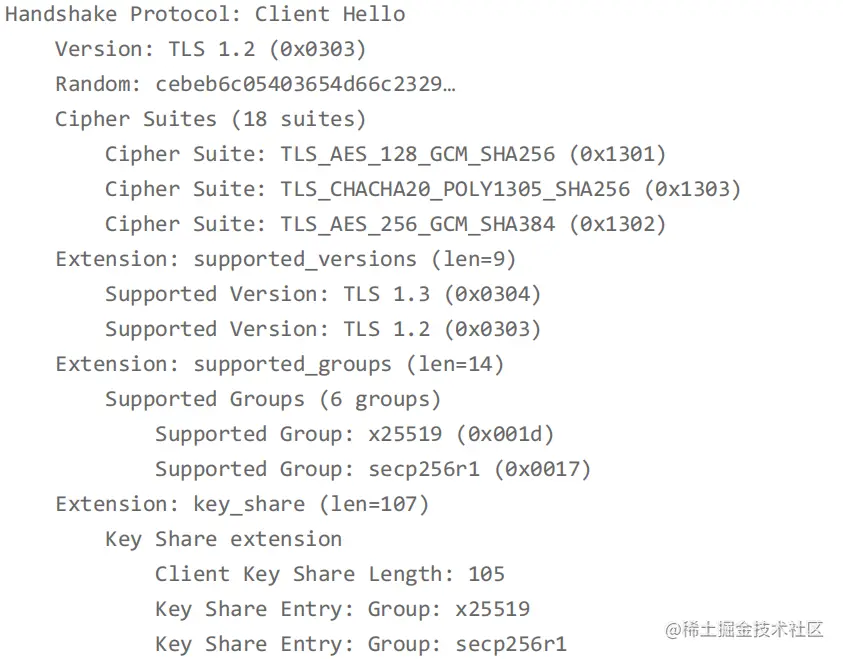 Handshake Protocol: Client Hello
Version: TLS 1.2 (0x0303)
Random: cebeb6c05403654d66c2329…
Cipher Suites (18 suites)
Cipher Suite: TLS_AES_128_GCM_SHA256 (0x1301)
Cipher Suite: TLS_CHACHA20_POLY1305_SHA256 (0x1303)
Cipher Suite: TLS_AES_256_GCM_SHA384 (0x1302)
Extension: supported_versions (len=9)
Supported Version: TLS 1.3 (0x0304)
Supported Version: TLS 1.2 (0x0303)
Extension: supported_groups (len=14)
Supported Groups (6 groups)
Supported Group: x25519 (0x001d)
Supported Group: secp256r1 (0x0017)
Extension: key_share (len=107)
Key Share extension
Client Key Share Length: 105
Key Share Entry: Group: x25519
Key Share Entry: Group: secp256r1
@稀土掘金技术社区